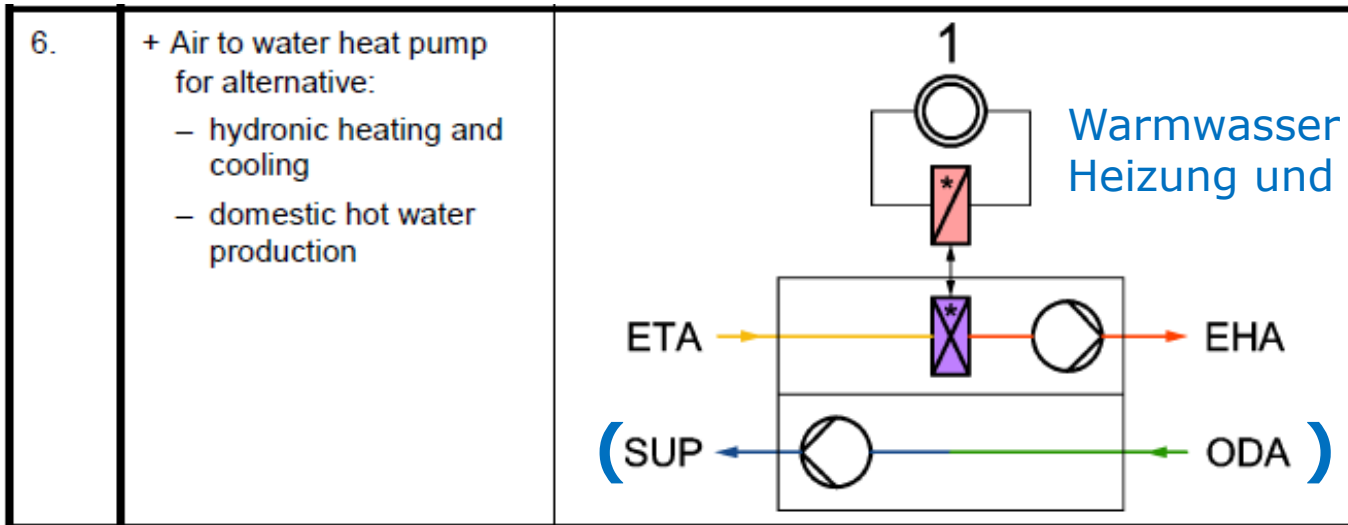 6.
+ Air to water heat pump
for alternative:
– hydronic heating and
cooling
– domestic hot water
production
1
Warmwasser
Heizung und
*
*
ETA
EHA
(SUP
ODA )